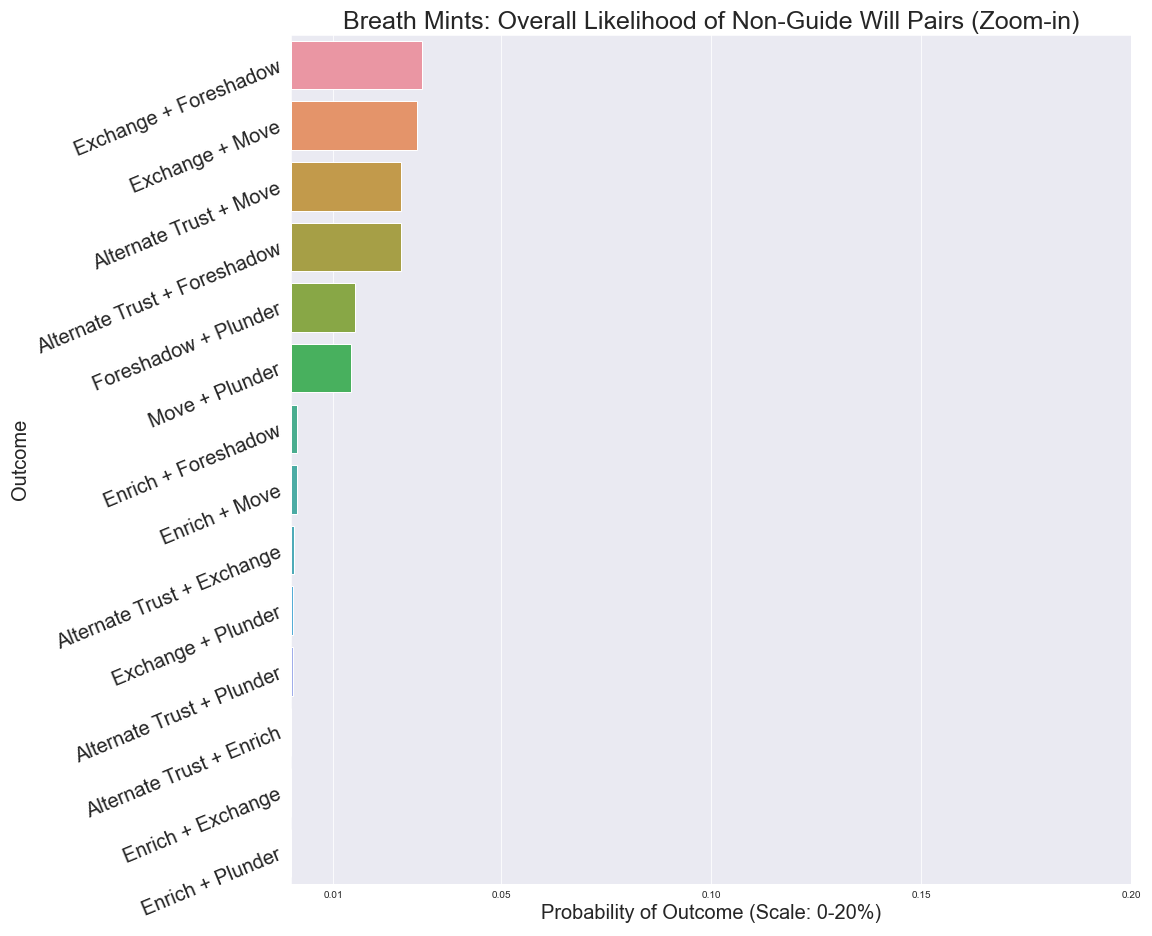 Breath Mints: Overall Likelihood of Non-Guide Will Pairs (Zoom-in)
Outcome
Exchange + Foreshadow
Exchange + Move
Alternate Trust + Move
Alternate Trust + Foreshadow
Foreshadow + Plunder
Move + Plunder
Enrich + Foreshadow
Enrich + Move
Alternate Trust + Exchange
Exchange + Plunder
Alternate Trust + Plunder
Alternate Trust + Enrich
Enrich + Exchange
Enrich + Plunder
0.01 0.05 0.10 0.15 0.20
Probability of Outcome (Scale: 0-20%)